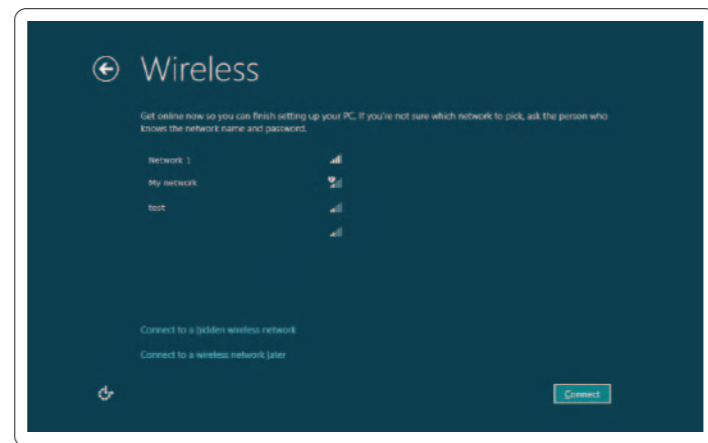 Wireless
Get online now so you can finish setting up your PC. If you're not sure which network to pick, ask the person who
knows the network name and password.
Network 1
My network
test
Connect to a hidden wireless network
Connect to a wireless network later
Connect